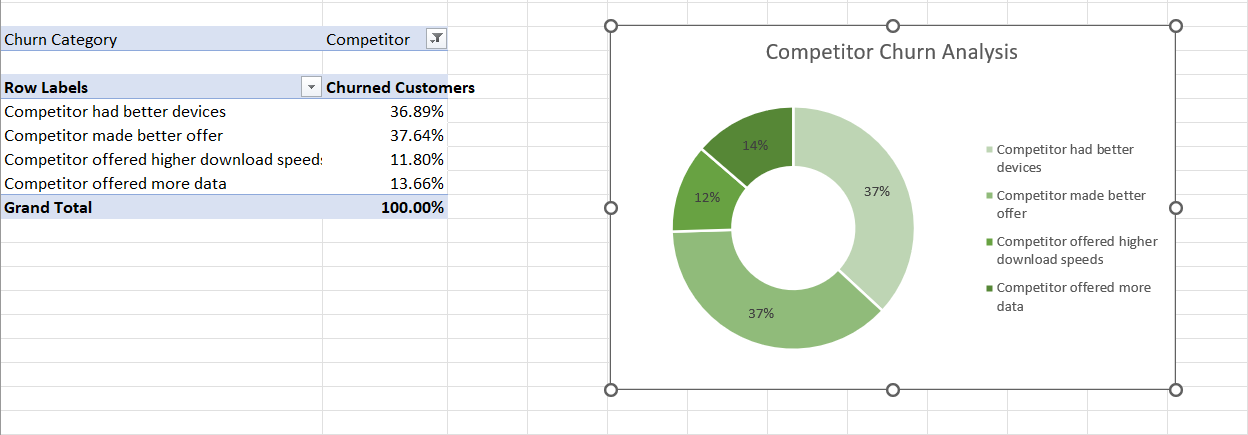 Churn Category Competitor
Row Labels Churned Customers
Competitor had better devices 36.89%
Competitor made better offer 37.64%
Competitor offered higher download speeds 11.80%
Competitor offered more data 13.66%
Grand Total 100.00%
Competitor Churn Analysis
14%
37%
12%
37%
Competitor had better
devices
Competitor made better
offer
Competitor offered higher
download speeds
Competitor offered more
data